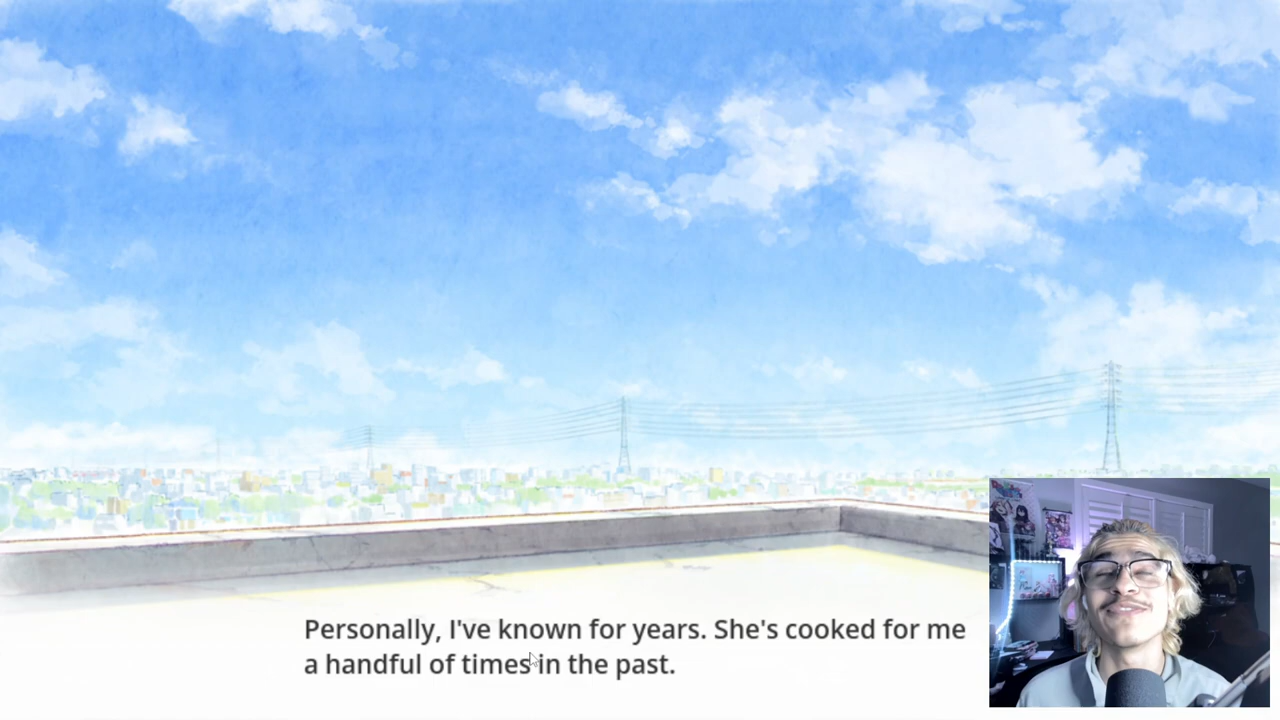 Personally, I've known for years. She's cooked for me
a handful of times in the past.